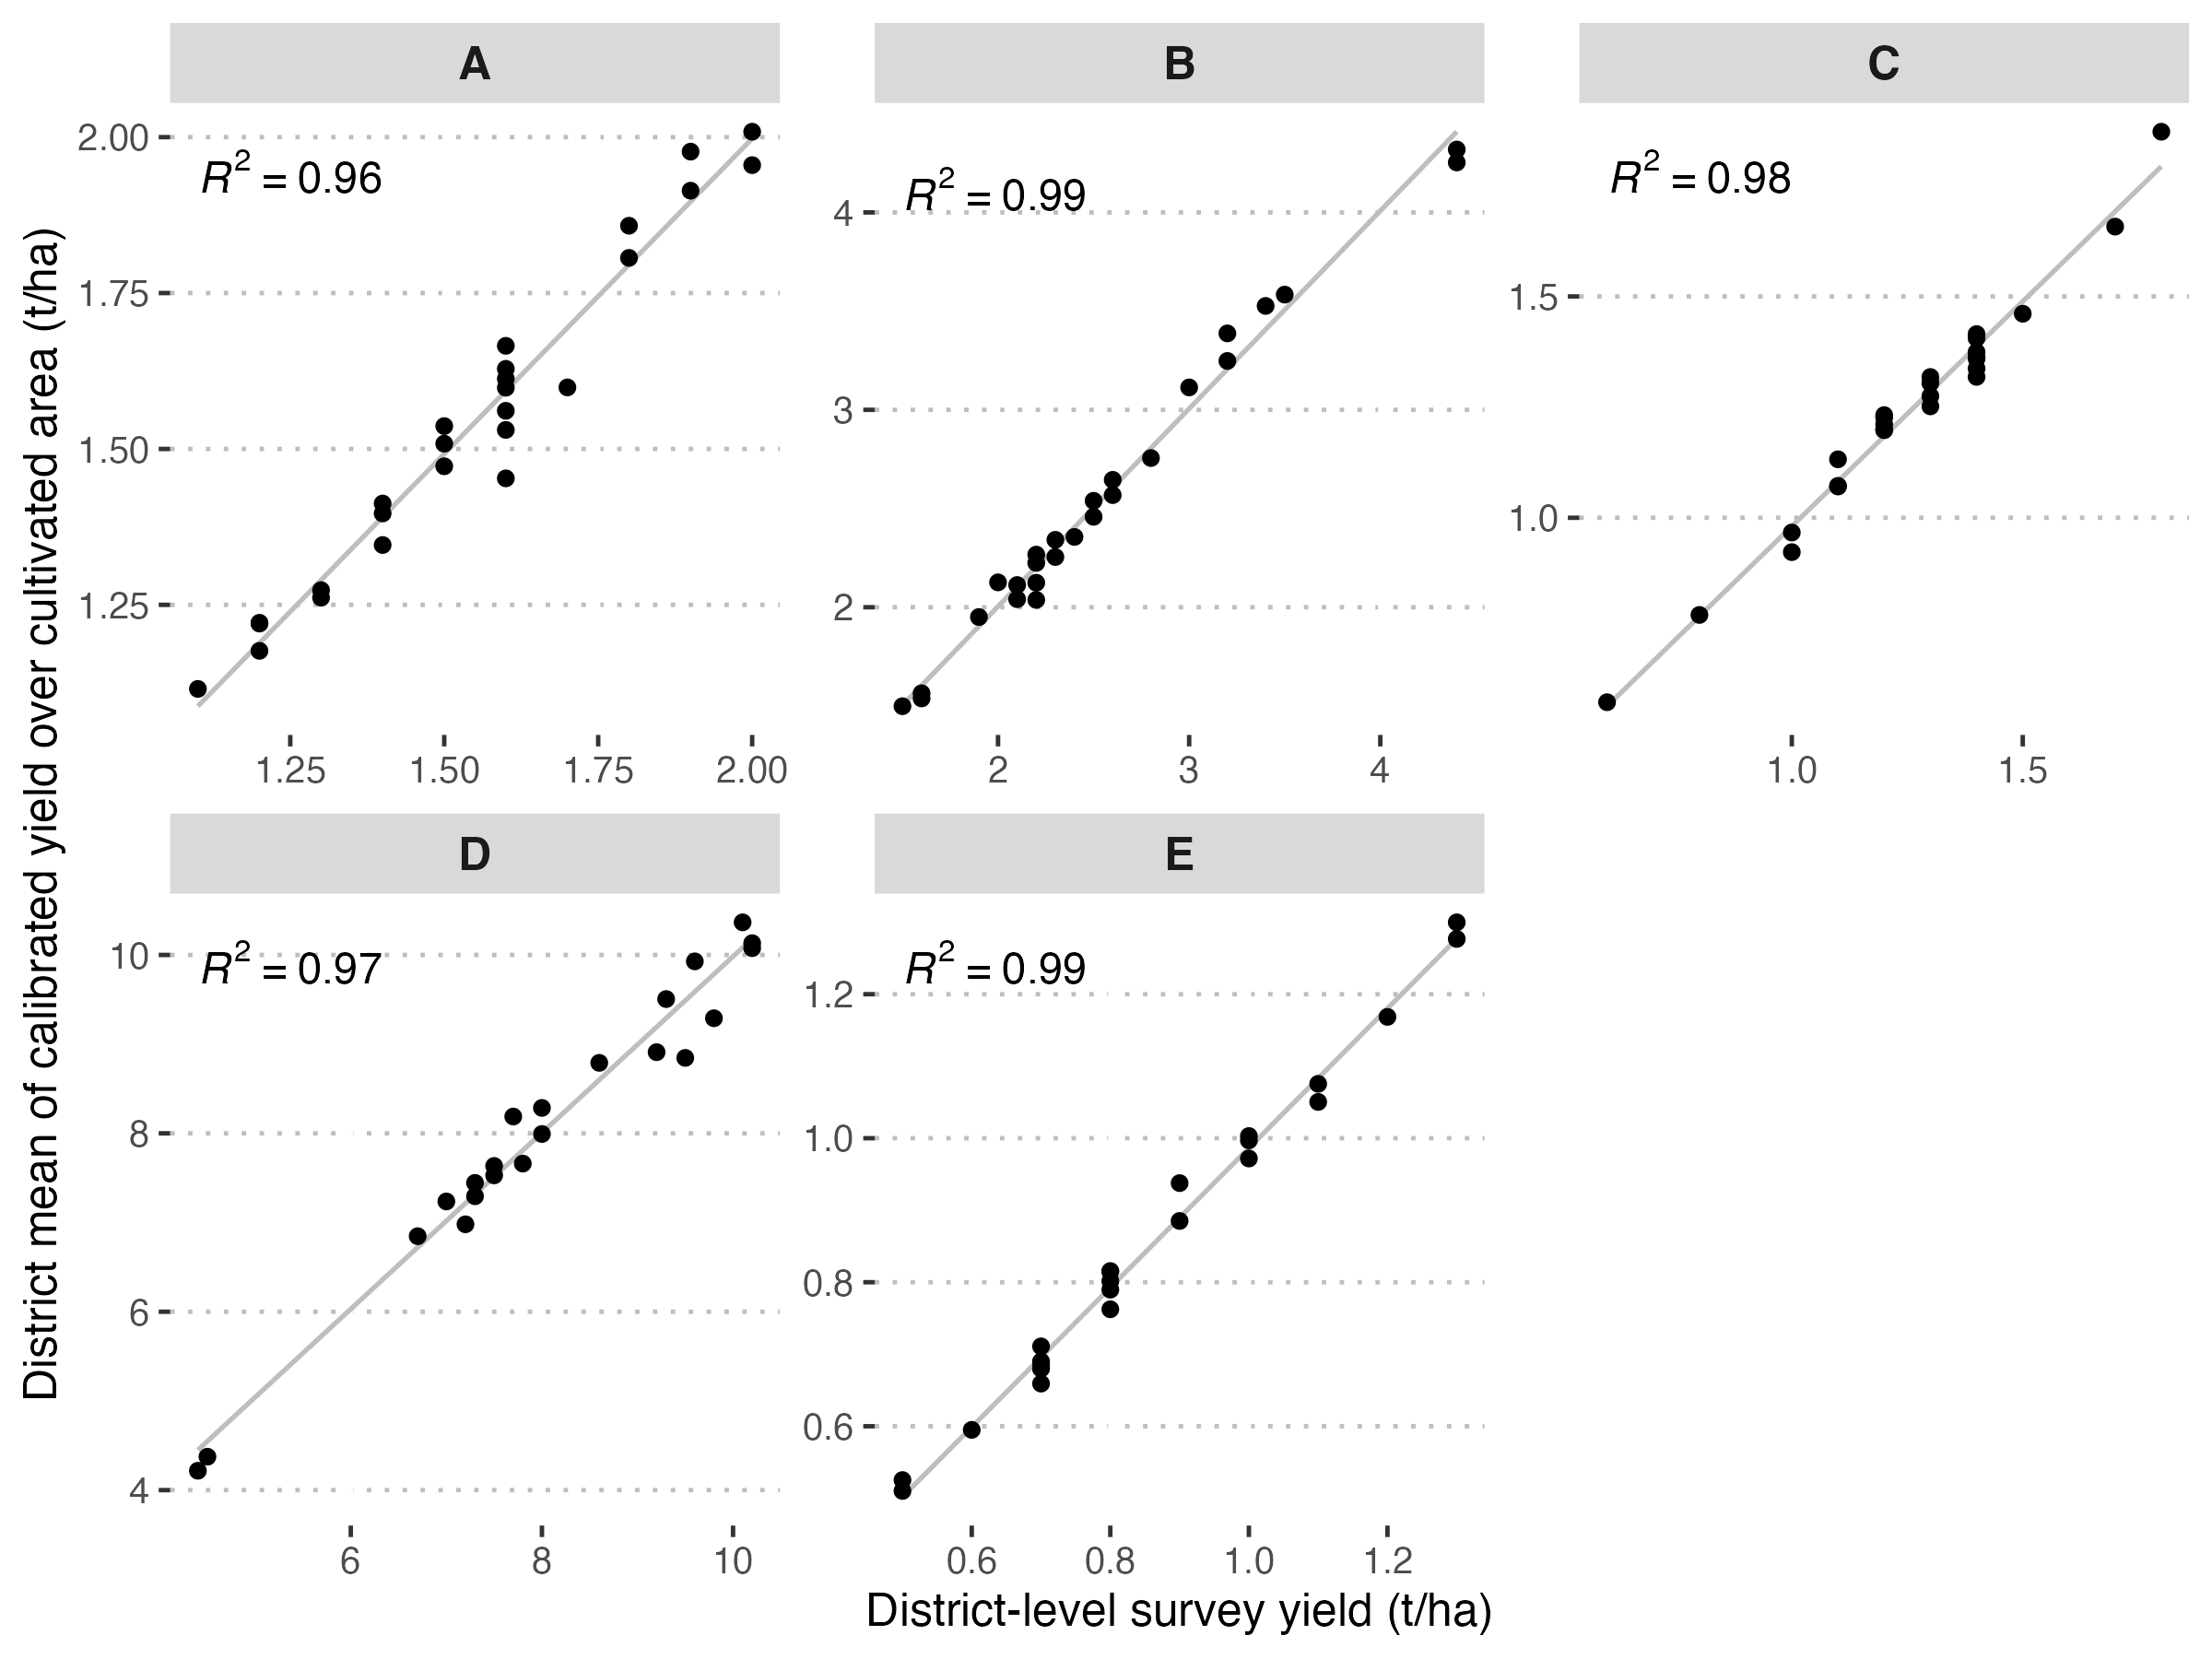 District mean of calibrated yield over cultivated area (t/ha)
A
B
C
2.00
1.75
1.50
1.25
R² = 0.96
1.25 1.50 1.75 2.00
4
3
2
R² = 0.99
2 3 4
1.5
1.0
R² = 0.98
1.0 1.5
D
E
10
8
6
4
R² = 0.97
6 8 10
1.2
1.0
0.8
0.6
R² = 0.99
0.6 0.8 1.0 1.2
District-level survey yield (t/ha)